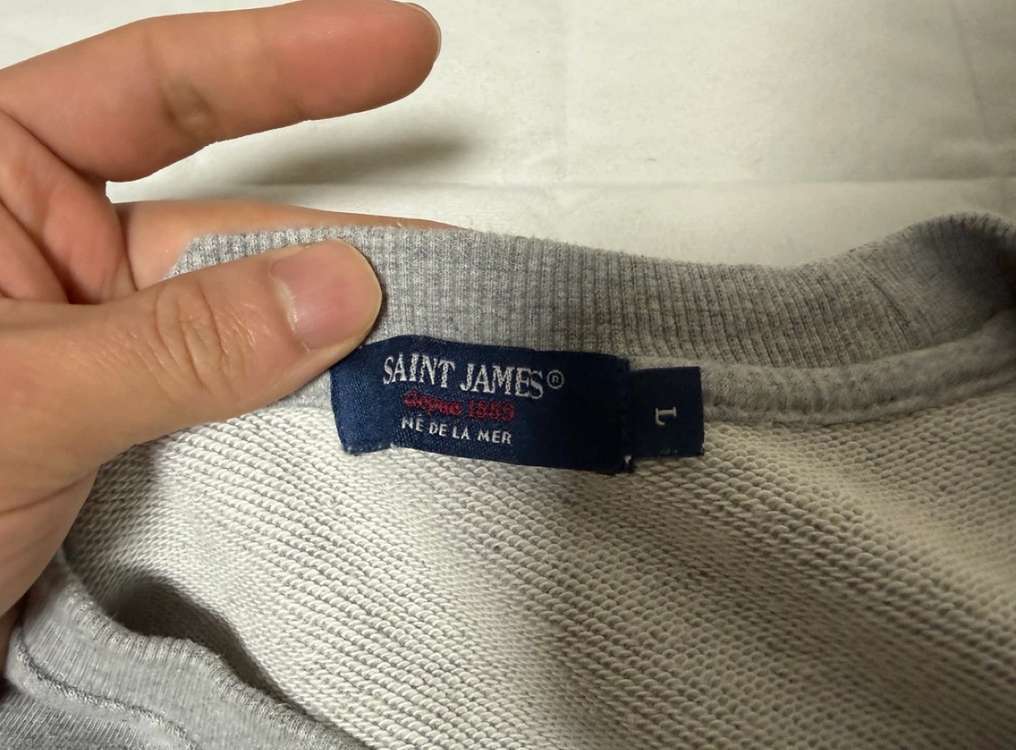 SAINT JAMES®
depuis 1889
NÉ DE LA MER
L